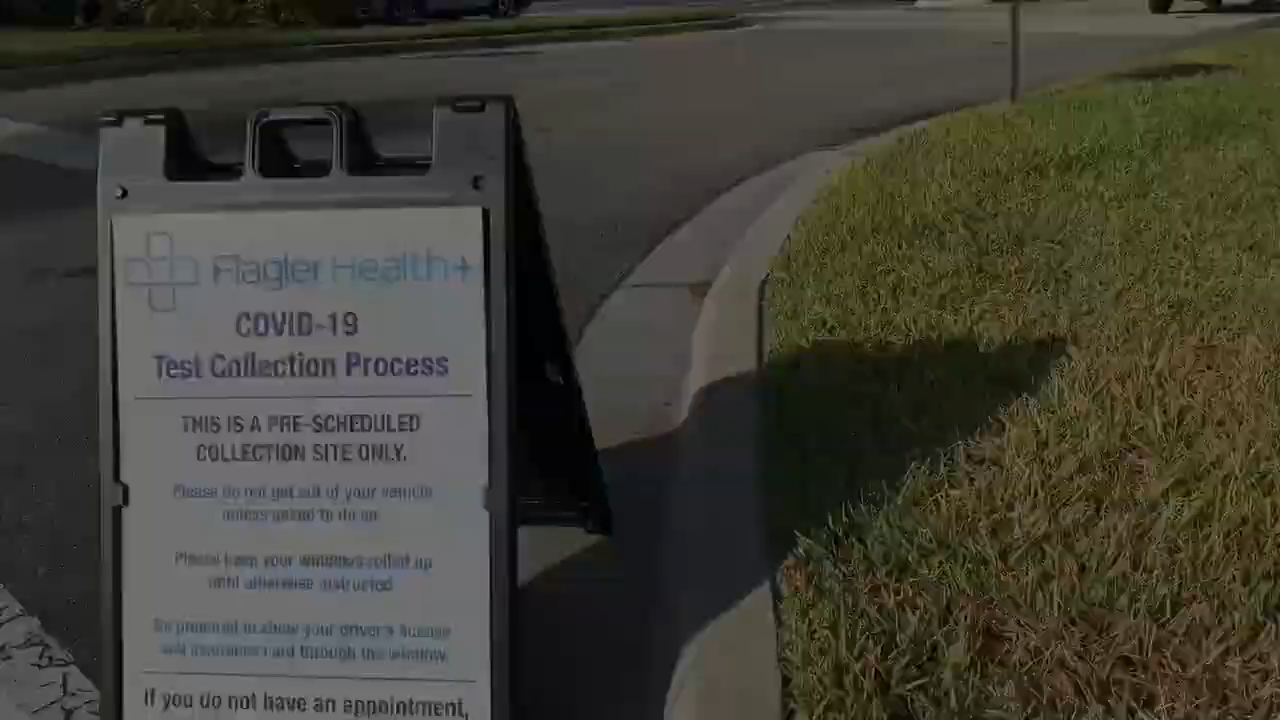 Flagler Health+
COVID-19
Test Collection Process
THIS IS A PRE-SCHEDULED
COLLECTION SITE ONLY.
Please do not get out of your vehicle
unless asked to do so.
Please keep your windows rolled up
until otherwise instructed.
Be prepared to show your driver's license
and insurance card through the window.
If you do not have an appointment,